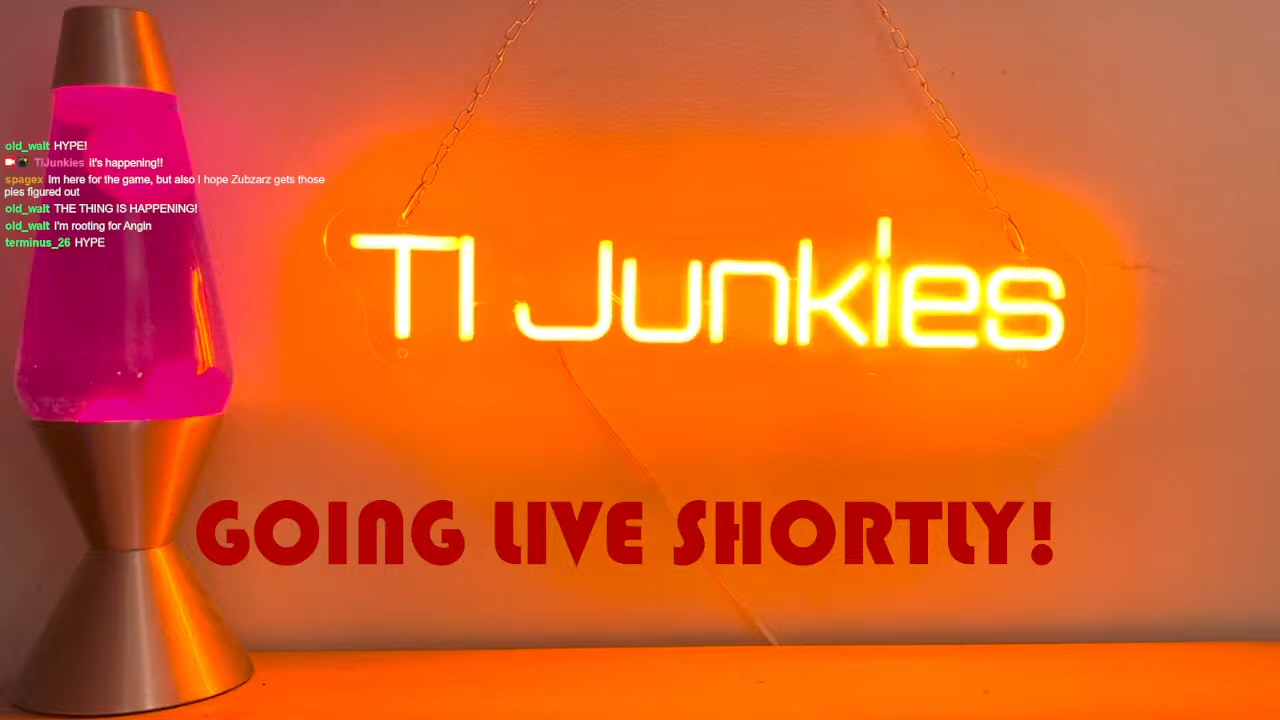 old_walt HYPE!
TIJunkies it's happening!!
spagex Im here for the game, but also I hope Zubzarz gets those
pies figured out
old_walt THE THING IS HAPPENING!
old_walt I'm rooting for Angin
terminus_26 HYPE
TI Junkies
GOING LIVE SHORTLY!